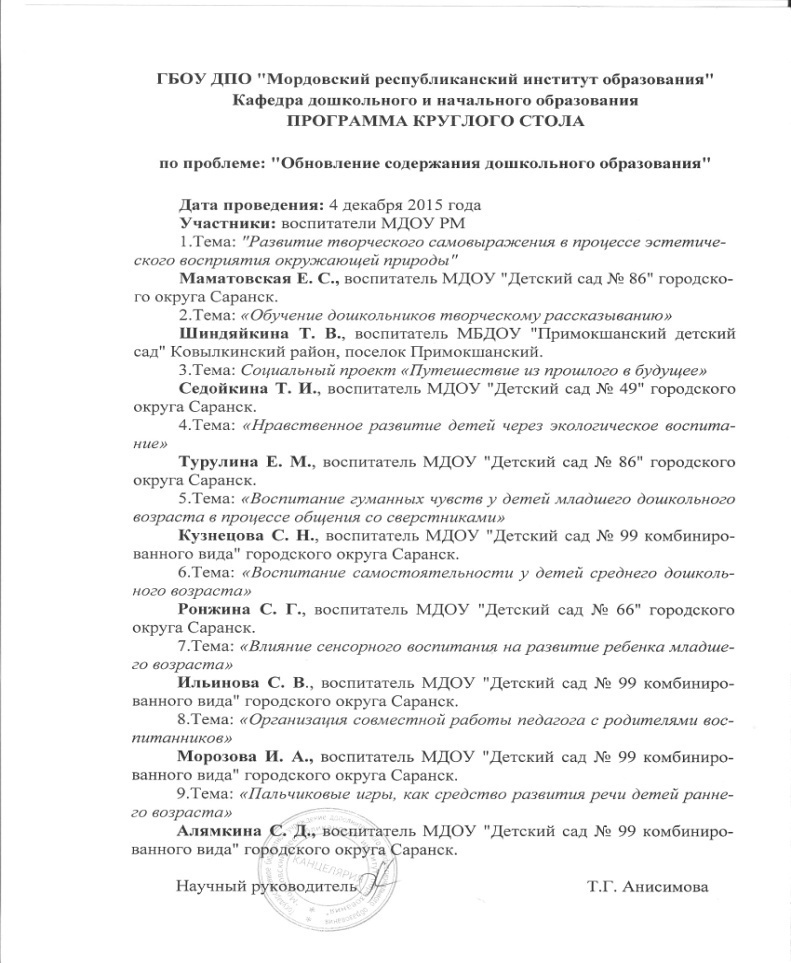 ГБОУ ДПО "Мордовский республиканский институт образования"
Кафедра дошкольного и начального образования
ПРОГРАММА КРУГЛОГО СТОЛА
по проблеме: "Обновление содержания дошкольного образования"
Дата проведения: 4 декабря 2015 года
Участники: воспитатели МДОУ РМ
1.Тема: "Развитие творческого самовыражения в процессе эстетиче-
ского восприятия окружающей природы"
Маматовская Е. С., воспитатель МДОУ "Детский сад № 86" городско-
го округа Саранск.
2.Тема: «Обучение дошкольников творческому рассказыванию»
Шиндяйкина Т. В., воспитатель МБДОУ "Примокшанский детский
сад" Ковылкинский район, поселок Примокшанский.
3.Тема: Социальный проект «Путешествие из прошлого в будущее»
Седойкина Т. И., воспитатель МДОУ "Детский сад № 49" городского
округа Саранск.
4.Тема: «Нравственное развитие детей через экологическое воспита-
ние»
Турулина Е. М., воспитатель МДОУ "Детский сад № 86" городского
округа Саранск.
5.Тема: «Воспитание гуманных чувств у детей младшего дошкольного
возраста в процессе общения со сверстниками»
Кузнецова С. Н., воспитатель МДОУ "Детский сад № 99 комбиниро-
ванного вида" городского округа Саранск.
6.Тема: «Воспитание самостоятельности у детей среднего дошколь-
ного возраста»
Ронжина С. Г., воспитатель МДОУ "Детский сад № 66" городского
округа Саранск.
7.Тема: «Влияние сенсорного воспитания на развитие ребенка младше-
го возраста»
Ильинова С. В., воспитатель МДОУ "Детский сад № 99 комбиниро-
ванного вида" городского округа Саранск.
8.Тема: «Организация совместной работы педагога с родителями вос-
питанников»
Морозова И. А., воспитатель МДОУ "Детский сад № 99 комбиниро-
ванного вида" городского округа Саранск.
9.Тема: «Пальчиковые игры, как средство развития речи детей ранне-
го возраста»
Алямкина С. Д., воспитатель МДОУ "Детский сад № 99 комбиниро-
ванного вида" городского округа Саранск.
КАНЦЕЛЯРИЯ
Научный руководитель Т.Г. Анисимова